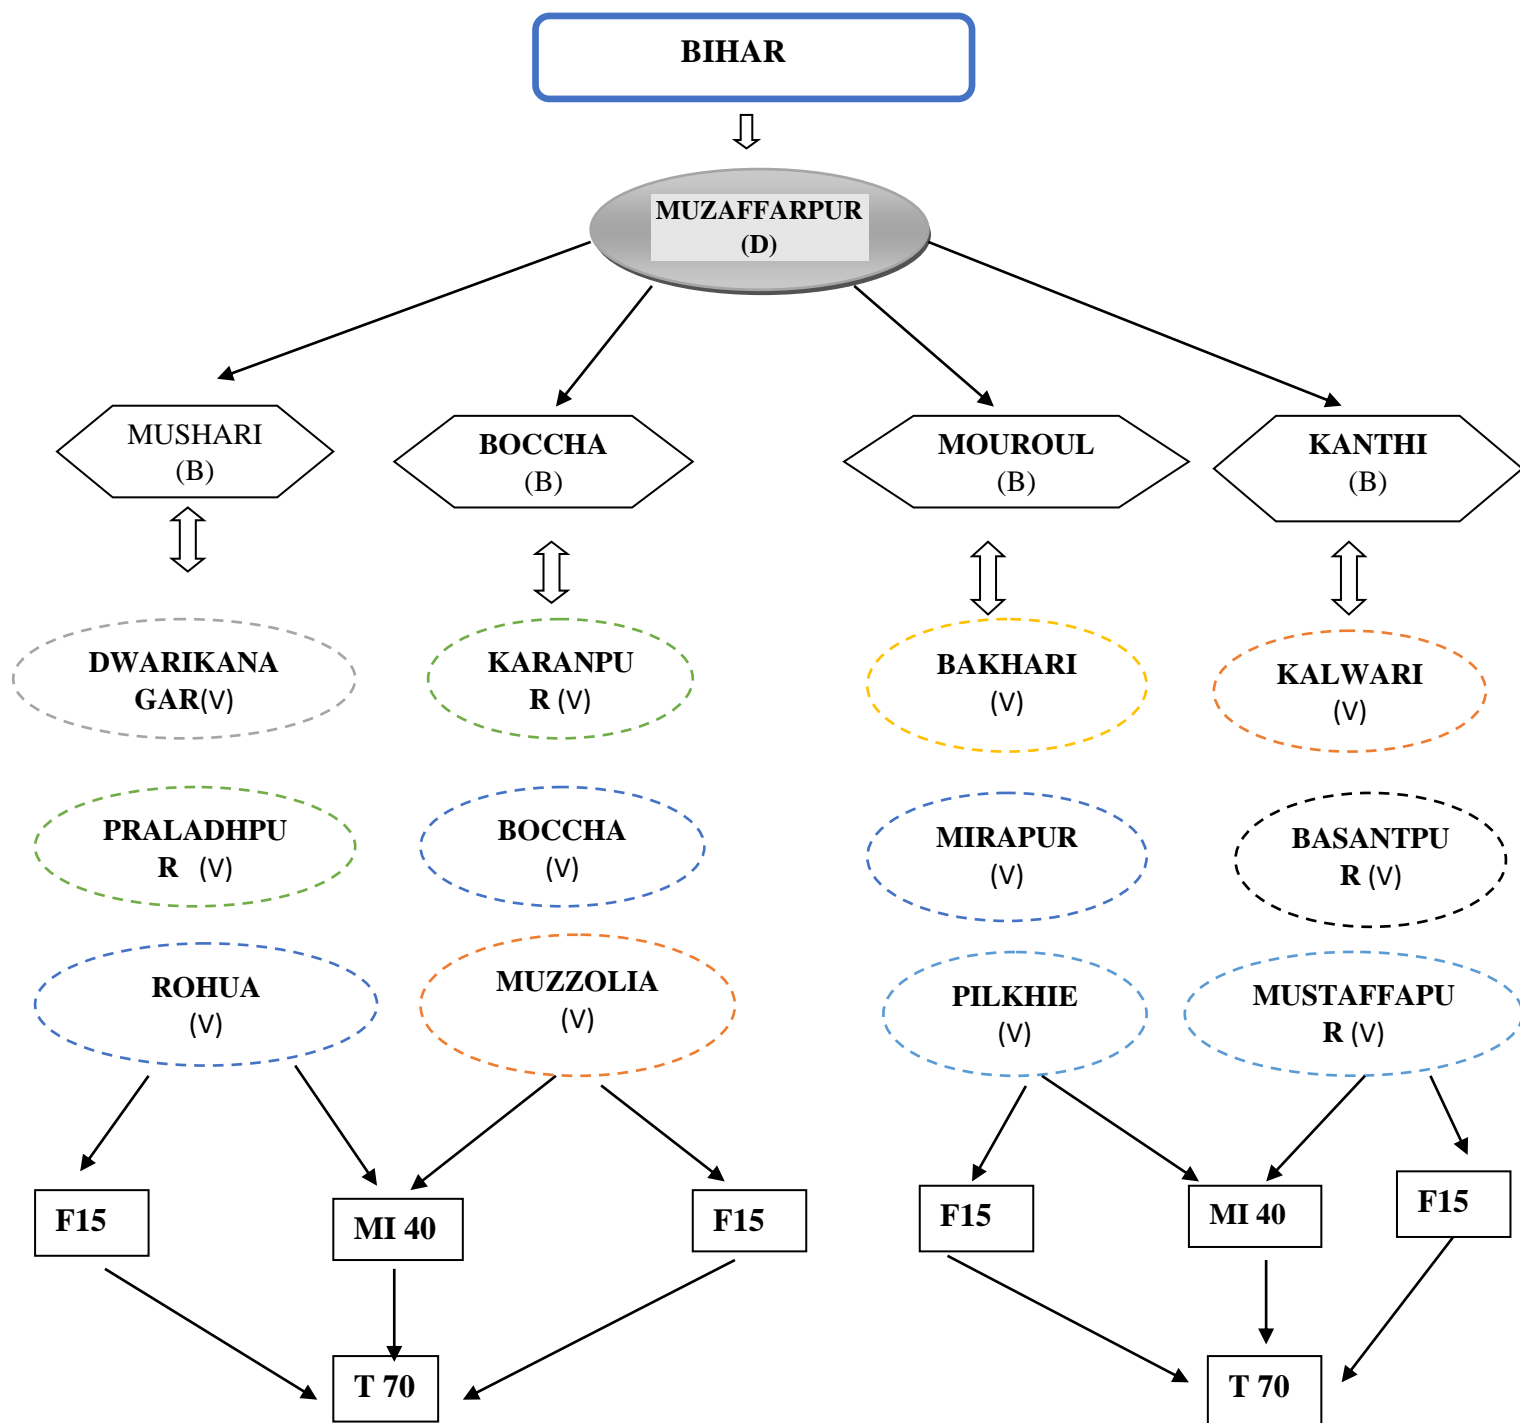 BIHAR
MUZAFFARPUR
(D)
MUSHARI
(B)
BOCCHA
(B)
MOUROUL
(B)
KANTHI
(B)
DWARIKANA
GAR(V)
KARANPU
R (V)
BAKHARI
(V)
KALWARI
(V)
PRALADHPU
R (V)
BOCCHA
(V)
MIRAPUR
(V)
BASANTPU
R (V)
ROHUA
(V)
MUZZOLIA
(V)
PILKHIE
(V)
MUSTAFFAPU
R (V)
F15
MI 40
F15
F15
MI 40
F15
T 70
T 70